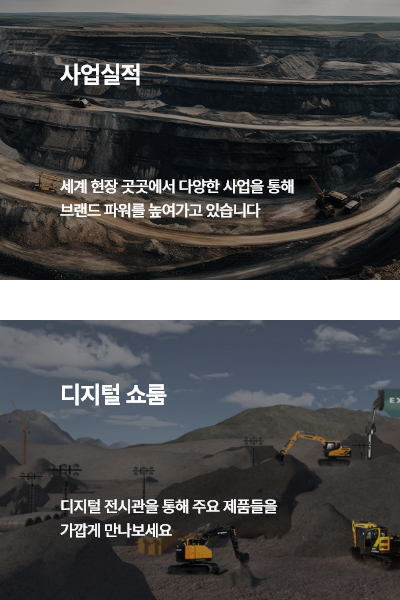 사업실적
세계 현장 곳곳에서 다양한 사업을 통해
브랜드 파워를 높여가고 있습니다
디지털 쇼룸
디지털 전시관을 통해 주요 제품들을
가깝게 만나보세요